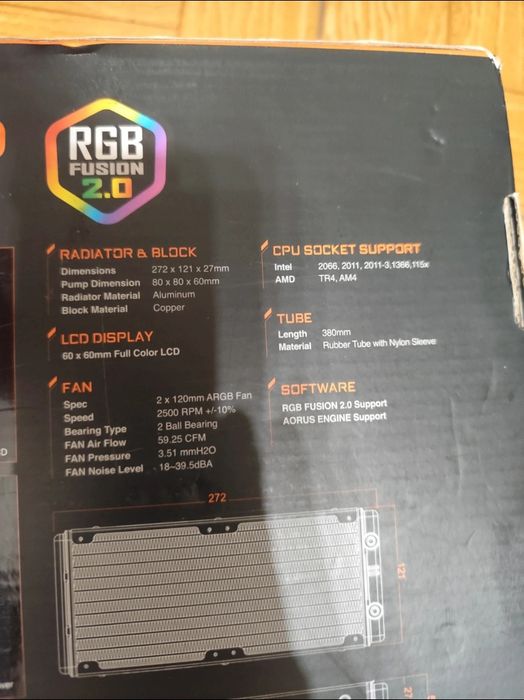 RGB
FUSION
2.0
RADIATOR & BLOCK
Dimensions 272 x 121 x 27mm
Pump Dimension 80 x 80 x 60mm
Radiator Material Aluminum
Block Material Copper
LCD DISPLAY
60 x 60mm Full Color LCD
FAN
Spec 2 x 120mm ARGB Fan
Speed 2500 RPM +/-10%
Bearing Type 2 Ball Bearing
FAN Air Flow 59.25 CFM
FAN Pressure 3.51 mmH2O
FAN Noise Level 18~39.5dBA
CPU SOCKET SUPPORT
Intel 2066, 2011, 2011-3,1366,115x
AMD TR4, AM4
TUBE
Length 380mm
Material Rubber Tube with Nylon Sleeve
SOFTWARE
RGB FUSION 2.0 Support
AORUS ENGINE Support
272
121